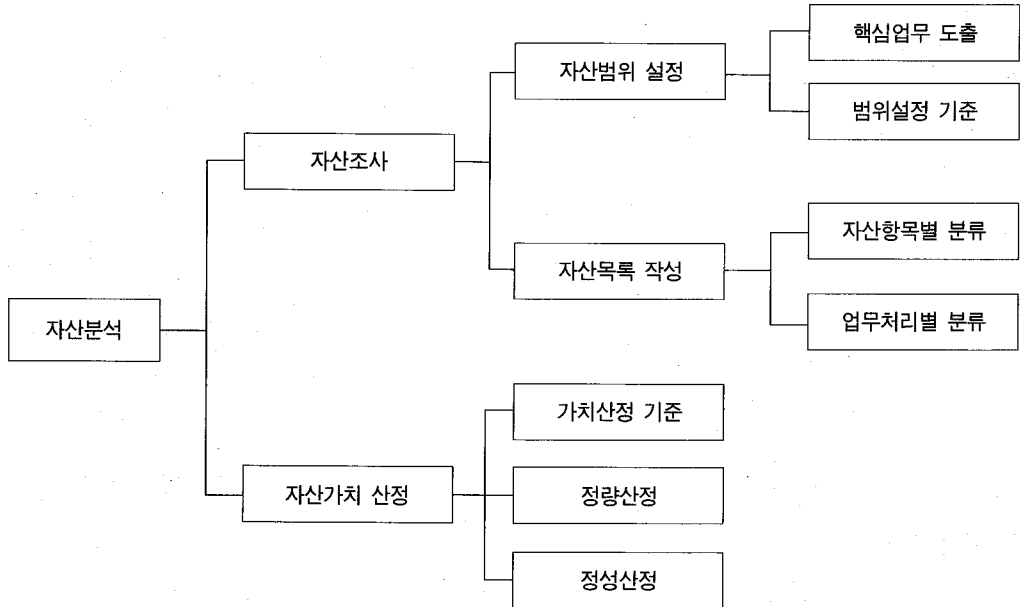 핵심업무 도출
자산범위 설정
범위설정 기준
자산조사
자산항목별 분류
자산목록 작성
업무처리별 분류
자산분석
가치산정 기준
자산가치 산정
정량산정
정성산정